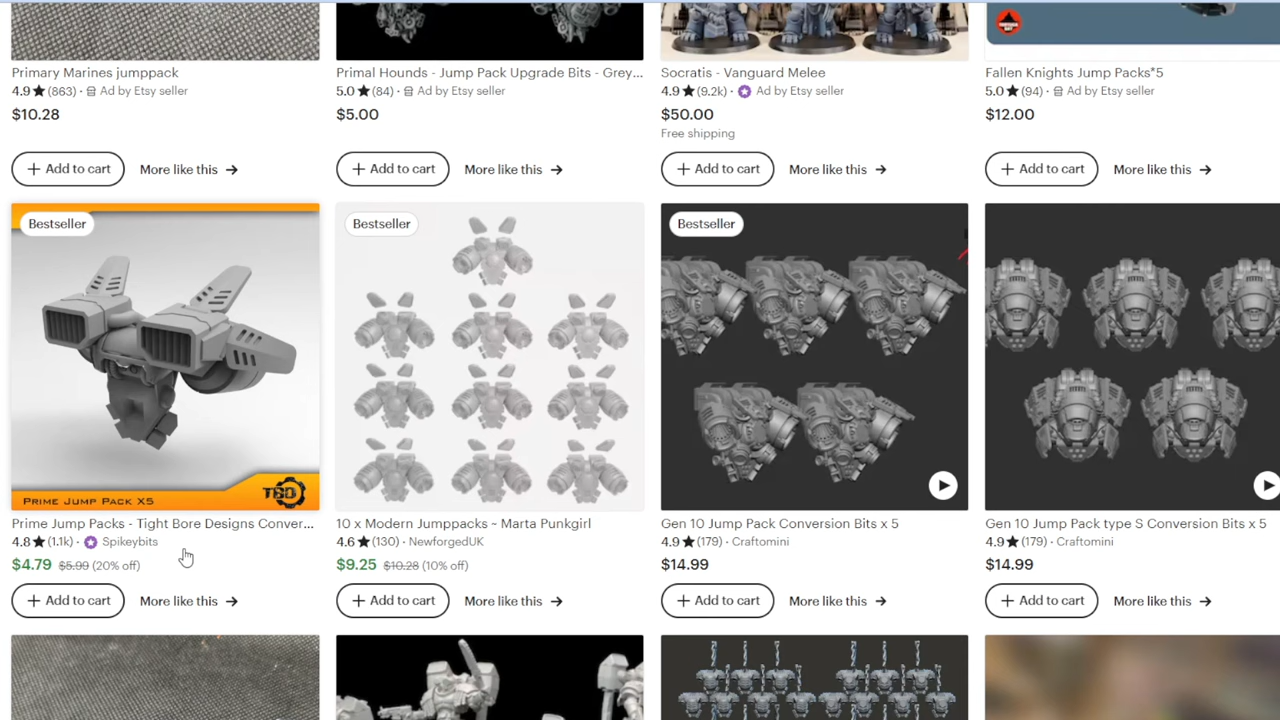 Primary Marines jumppack
4.9 ★ (863) · Ad by Etsy seller
$10.28
+ Add to cart
More like this →
Primal Hounds - Jump Pack Upgrade Bits - Grey...
5.0 ★ (84) · Ad by Etsy seller
$5.00
+ Add to cart
More like this →
Socratis - Vanguard Melee
4.9 ★ (9.2k) · Ad by Etsy seller
$50.00
Free shipping
+ Add to cart
More like this →
Fallen Knights Jump Packs*5
5.0 ★ (94) · Ad by Etsy seller
$12.00
+ Add to cart
More like this →
Bestseller
PRIME JUMP PACK X5
TBD
Prime Jump Packs - Tight Bore Designs Conver...
4.8 ★ (1.1k) · Spikeybits
$4.79 $5.99 (20% off)
+ Add to cart
More like this →
Bestseller
10 x Modern Jumppacks ~ Marta Punkgirl
4.6 ★ (130) · NewforgedUK
$9.25 $10.28 (10% off)
+ Add to cart
More like this →
Bestseller
Gen 10 Jump Pack Conversion Bits x 5
4.9 ★ (179) · Craftomini
$14.99
+ Add to cart
More like this →
Gen 10 Jump Pack type S Conversion Bits x 5
4.9 ★ (179) · Craftomini
$14.99
+ Add to cart
More like this →